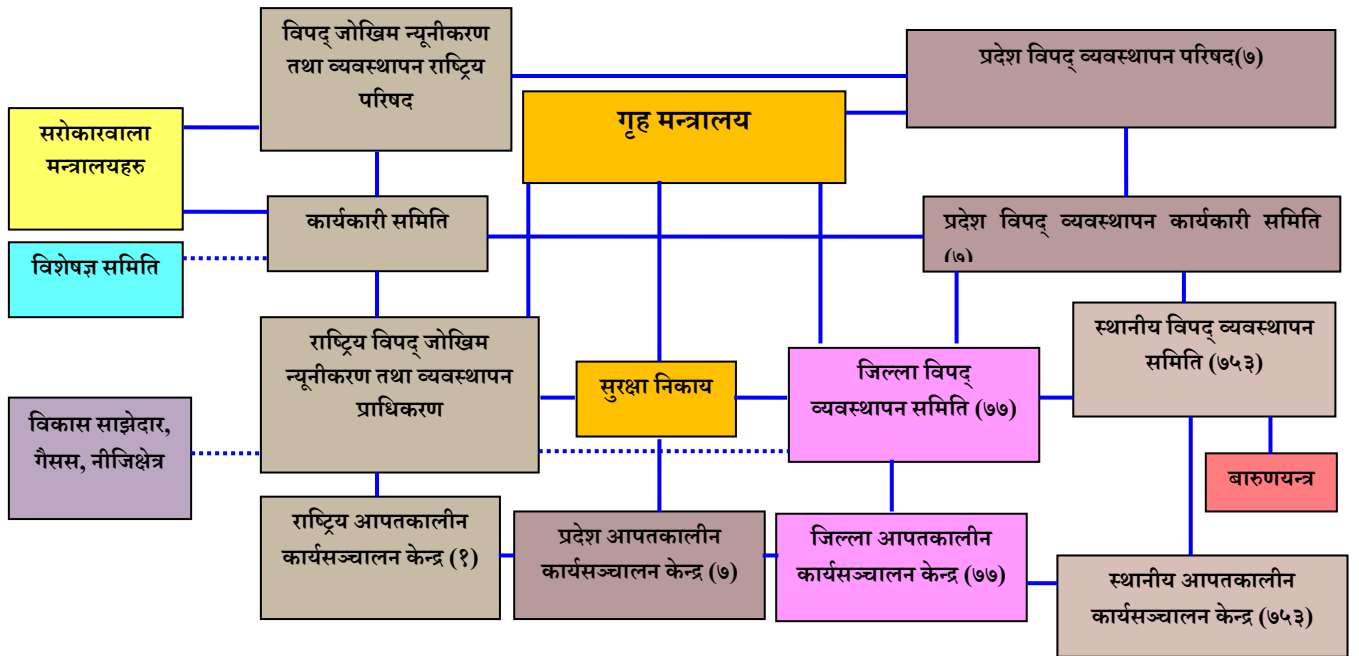 विपद् जोखिम न्यूनीकरण
तथा व्यवस्थापन राष्ट्रिय
परिषद
प्रदेश विपद् व्यवस्थापन परिषद(७)
गृह मन्त्रालय
सरोकारवाला
मन्त्रालयहरु
कार्यकारी समिति
प्रदेश विपद् व्यवस्थापन कार्यकारी समिति
(७)
विशेषज्ञ समिति
राष्ट्रिय विपद् जोखिम
न्यूनीकरण तथा व्यवस्थापन
प्राधिकरण
सुरक्षा निकाय
जिल्ला विपद्
व्यवस्थापन समिति (७७)
स्थानीय विपद् व्यवस्थापन
समिति (७५३)
विकास साझेदार,
गैसस, नीजिक्षेत्र
बारुणयन्त्र
राष्ट्रिय आपतकालीन
कार्यसञ्चालन केन्द्र (१)
प्रदेश आपतकालीन
कार्यसञ्चालन केन्द्र (७)
जिल्ला आपतकालीन
कार्यसञ्चालन केन्द्र (७७)
स्थानीय आपतकालीन
कार्यसञ्चालन केन्द्र (७५३)